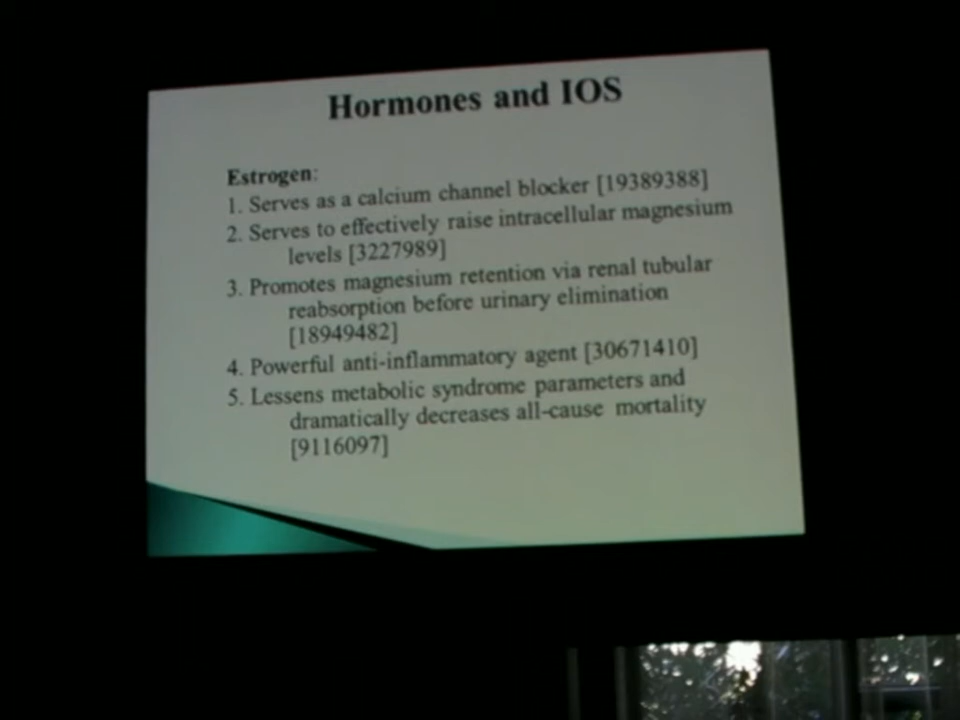 Hormones and IOS
Estrogen:
1. Serves as a calcium channel blocker [19389388]
2. Serves to effectively raise intracellular magnesium
levels [3227989]
3. Promotes magnesium retention via renal tubular
reabsorption before urinary elimination
[18949482]
4. Powerful anti-inflammatory agent [30671410]
5. Lessens metabolic syndrome parameters and
dramatically decreases all-cause mortality
[9116097]